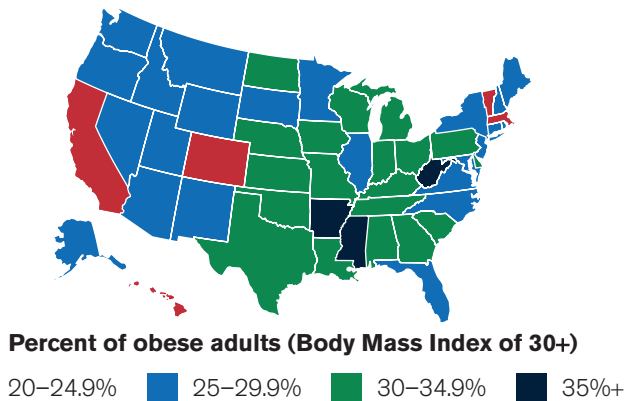 Percent of obese adults (Body Mass Index of 30+)
20–24.9% 25–29.9% 30–34.9% 35%+